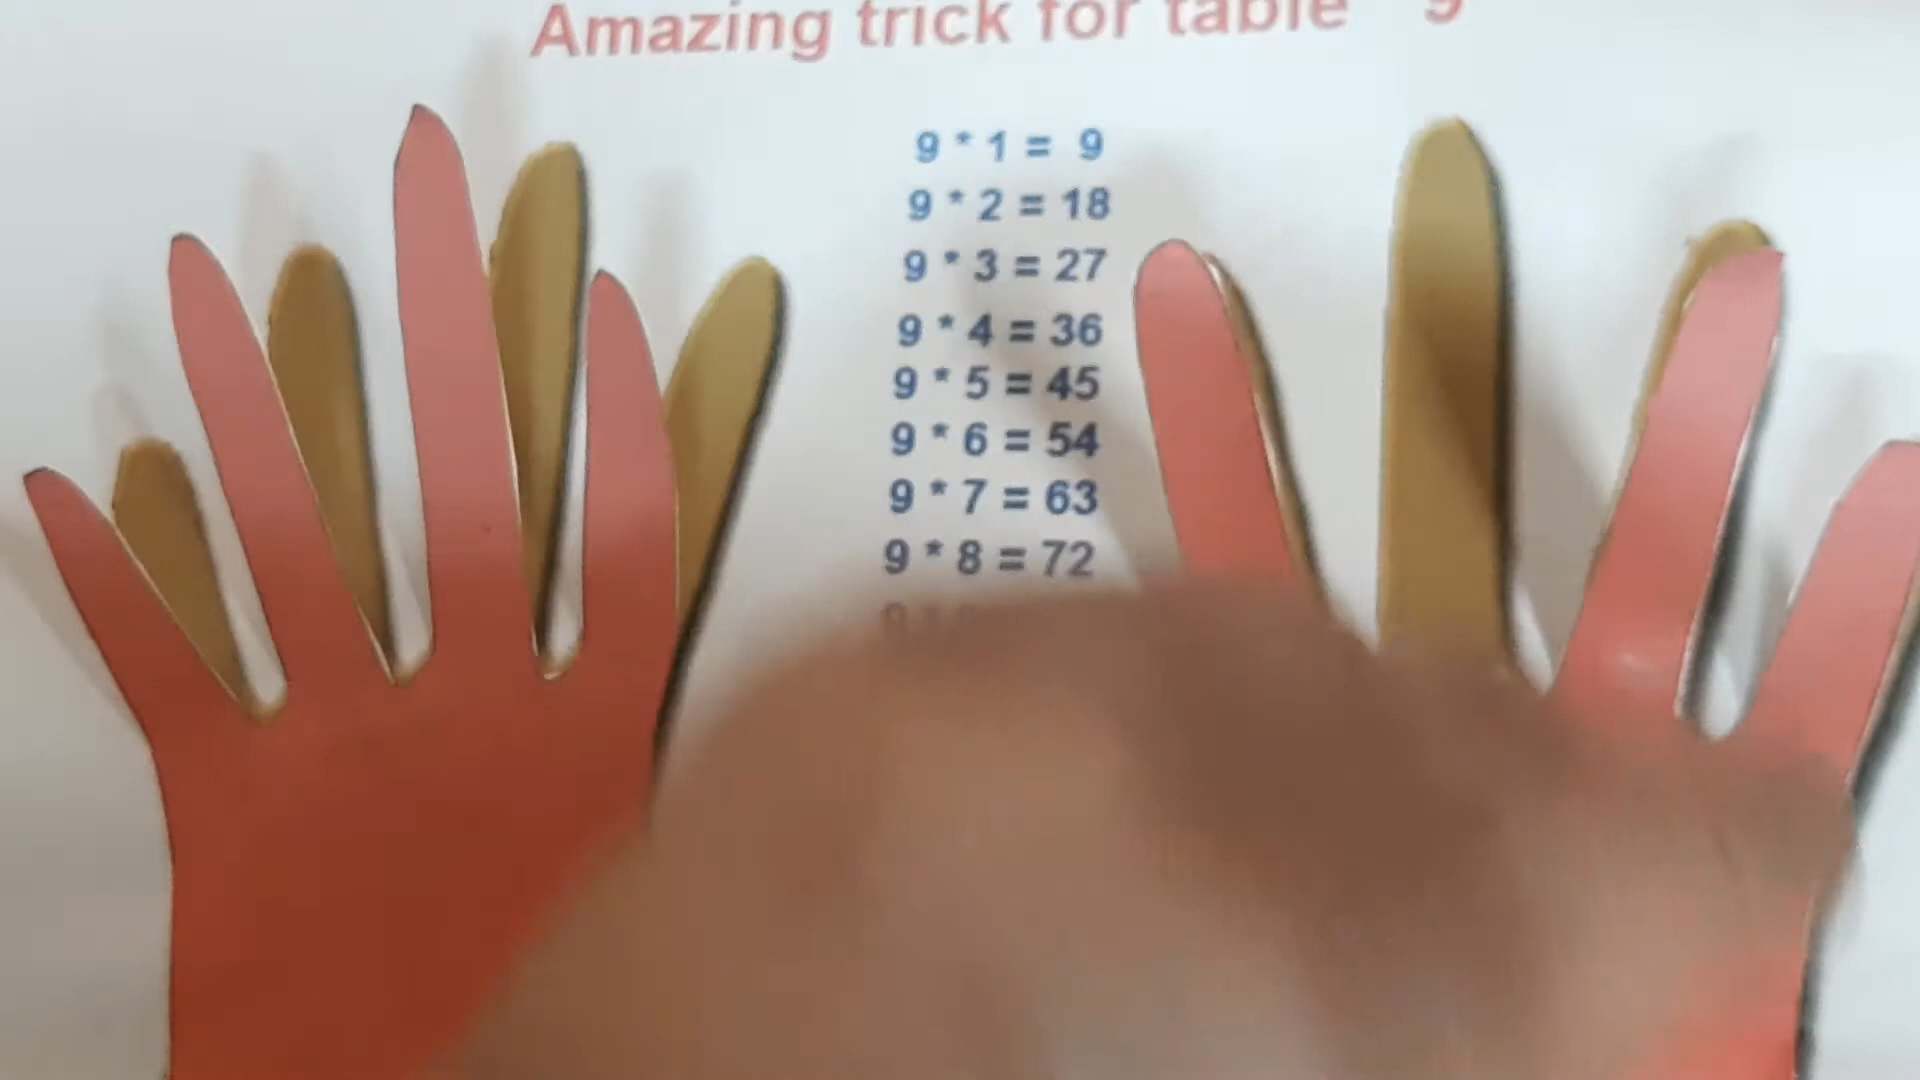 Amazing trick for table 9
9 * 1 = 9
9 * 2 = 18
9 * 3 = 27
9 * 4 = 36
9 * 5 = 45
9 * 6 = 54
9 * 7 = 63
9 * 8 = 72